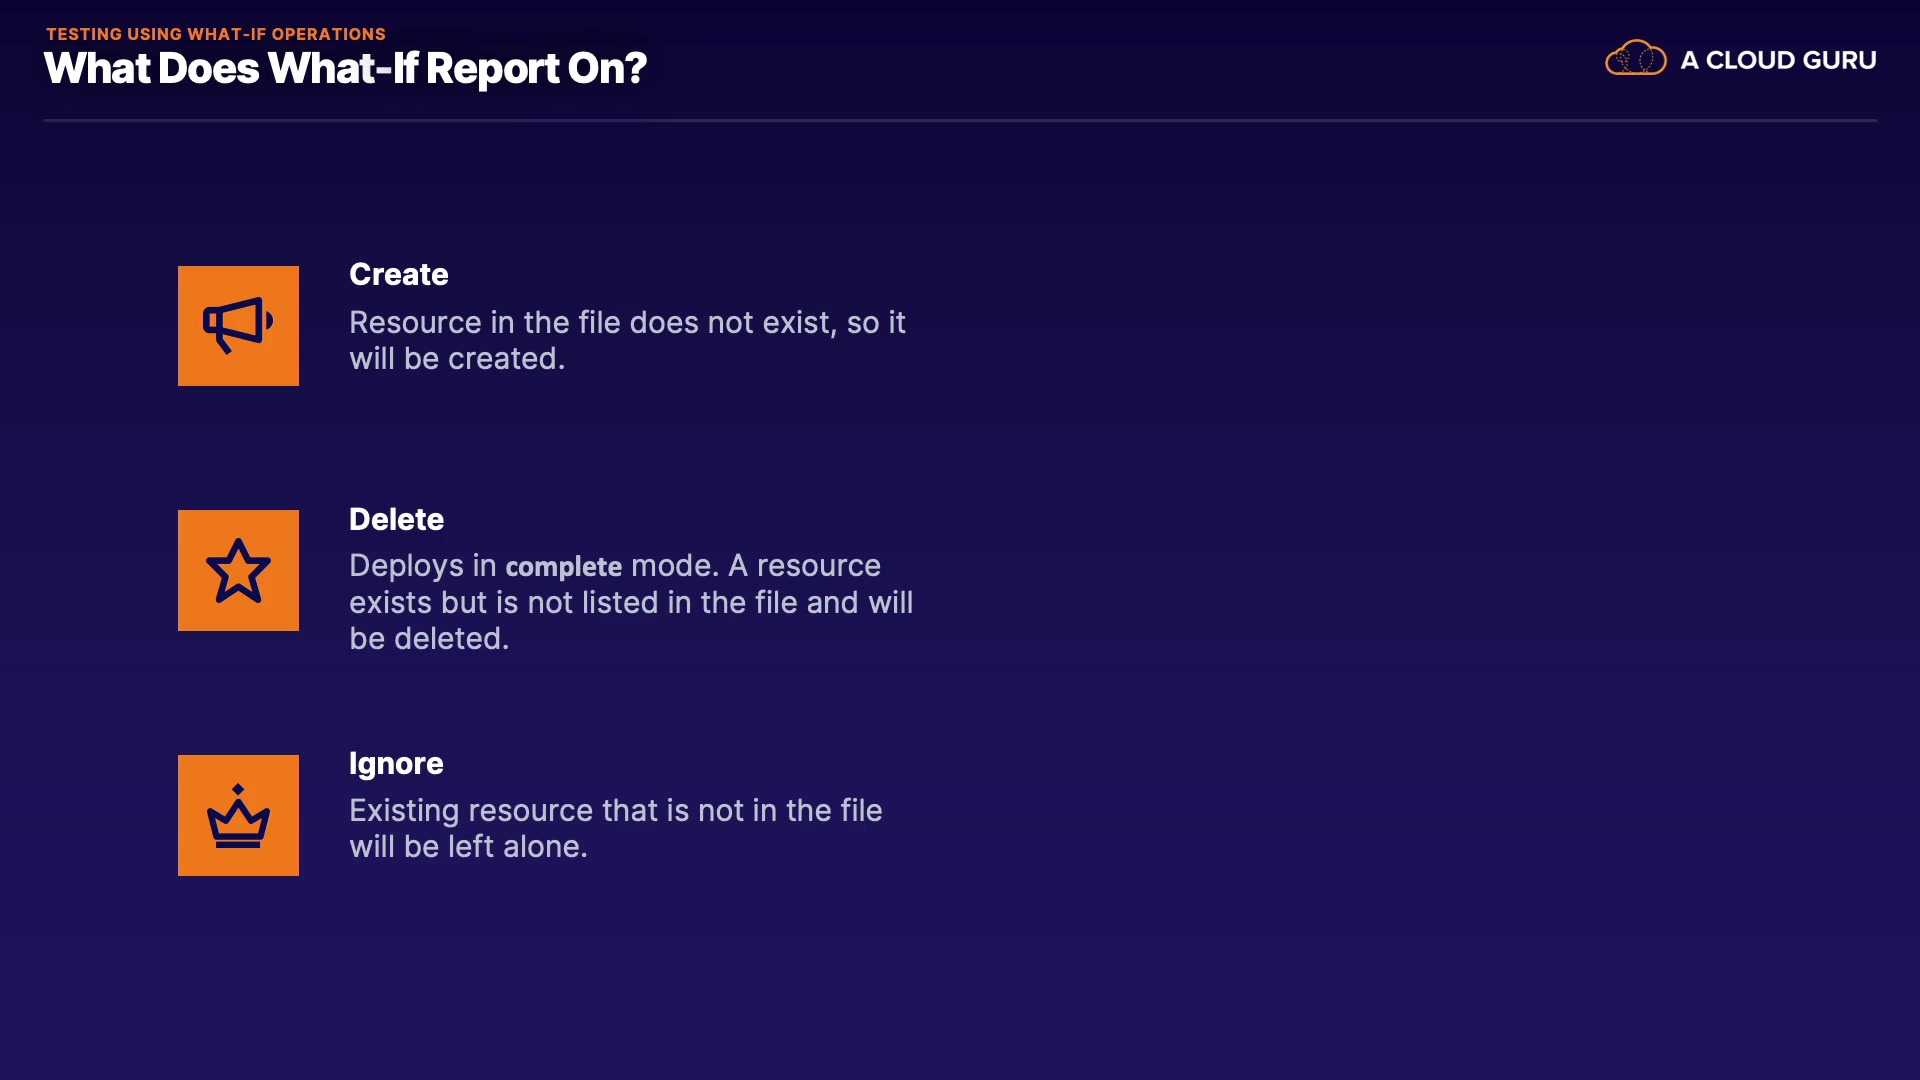 TESTING USING WHAT-IF OPERATIONS
What Does What-If Report On?
A CLOUD GURU
Create
Resource in the file does not exist, so it
will be created.
Delete
Deploys in complete mode. A resource
exists but is not listed in the file and will
be deleted.
Ignore
Existing resource that is not in the file
will be left alone.